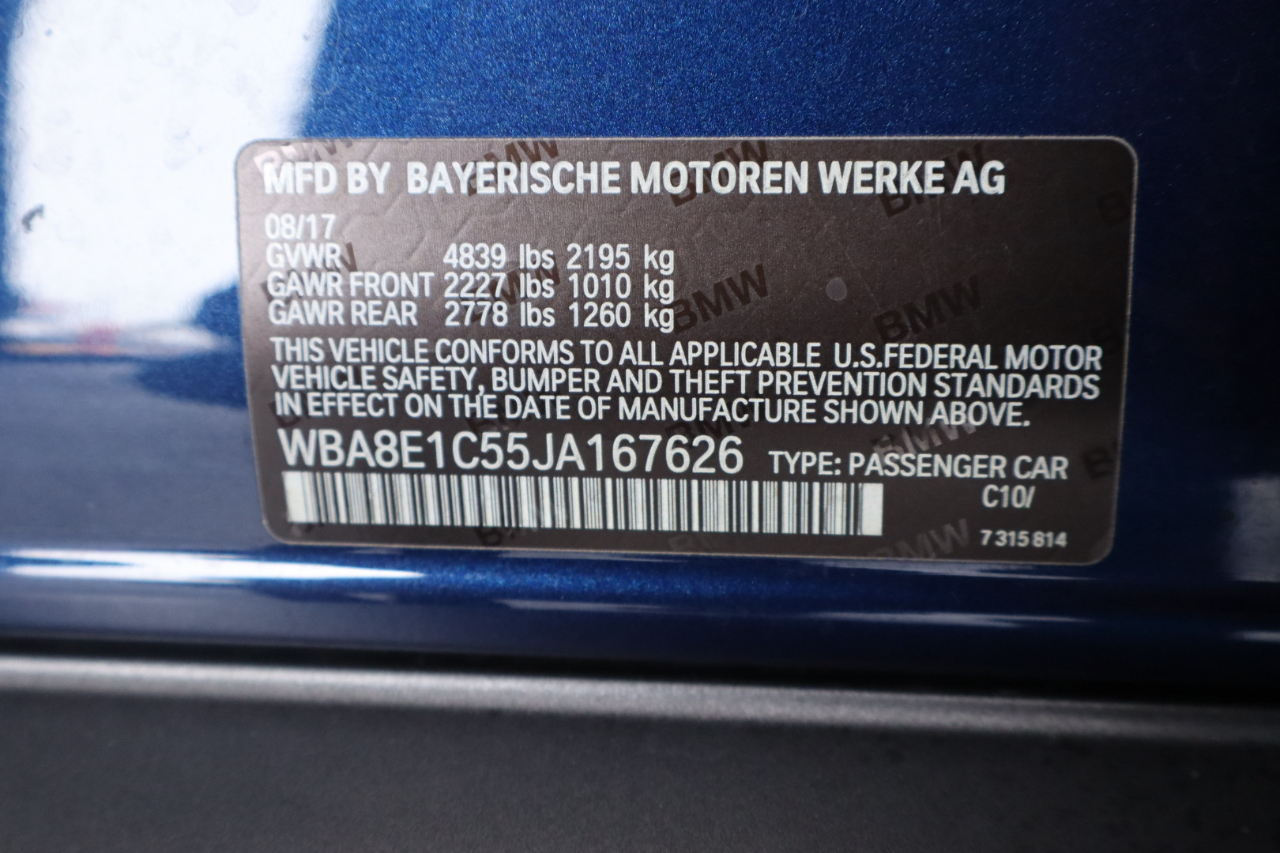 MFD BY BAYERISCHE MOTOREN WERKE AG
08/17
GVWR 4839 lbs 2195 kg
GAWR FRONT 2227 lbs 1010 kg
GAWR REAR 2778 lbs 1260 kg
THIS VEHICLE CONFORMS TO ALL APPLICABLE U.S.FEDERAL MOTOR
VEHICLE SAFETY, BUMPER AND THEFT PREVENTION STANDARDS
IN EFFECT ON THE DATE OF MANUFACTURE SHOWN ABOVE.
WBA8E1C55JA167626 TYPE: PASSENGER CAR
C10/
7 315 814